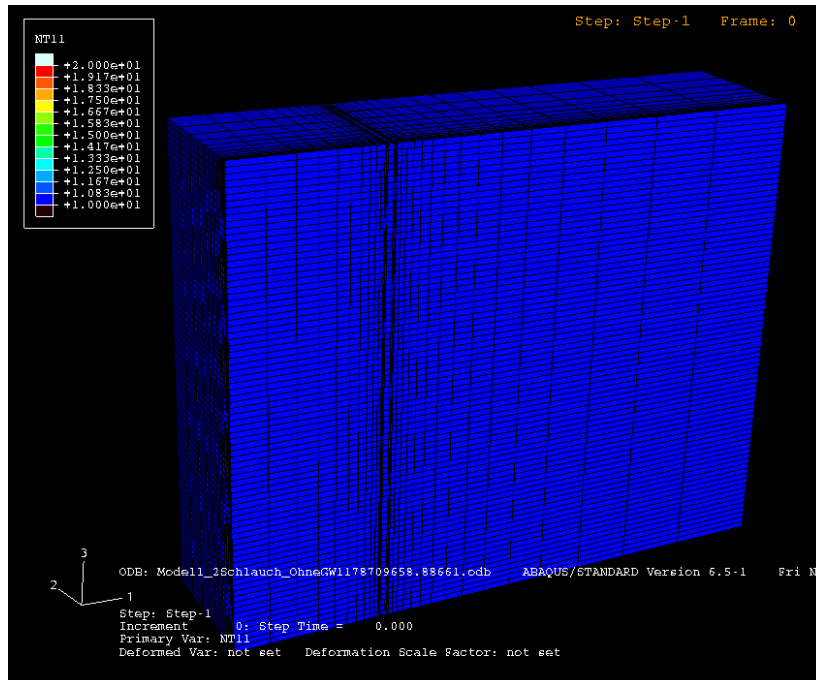 Step: Step-1 Frame: 0
NT11
+2.000e+01
+1.917e+01
+1.833e+01
+1.750e+01
+1.667e+01
+1.583e+01
+1.500e+01
+1.417e+01
+1.333e+01
+1.250e+01
+1.167e+01
+1.083e+01
+1.000e+01
3
2
1
ODB: Modell_2Schlauch_OhneGW1178709658.88661.odb ABAQUS/STANDARD Version 6.5-1 Fri N
Step: Step-1
Increment 0: Step Time = 0.000
Primary Var: NT11
Deformed Var: not set Deformation Scale Factor: not set